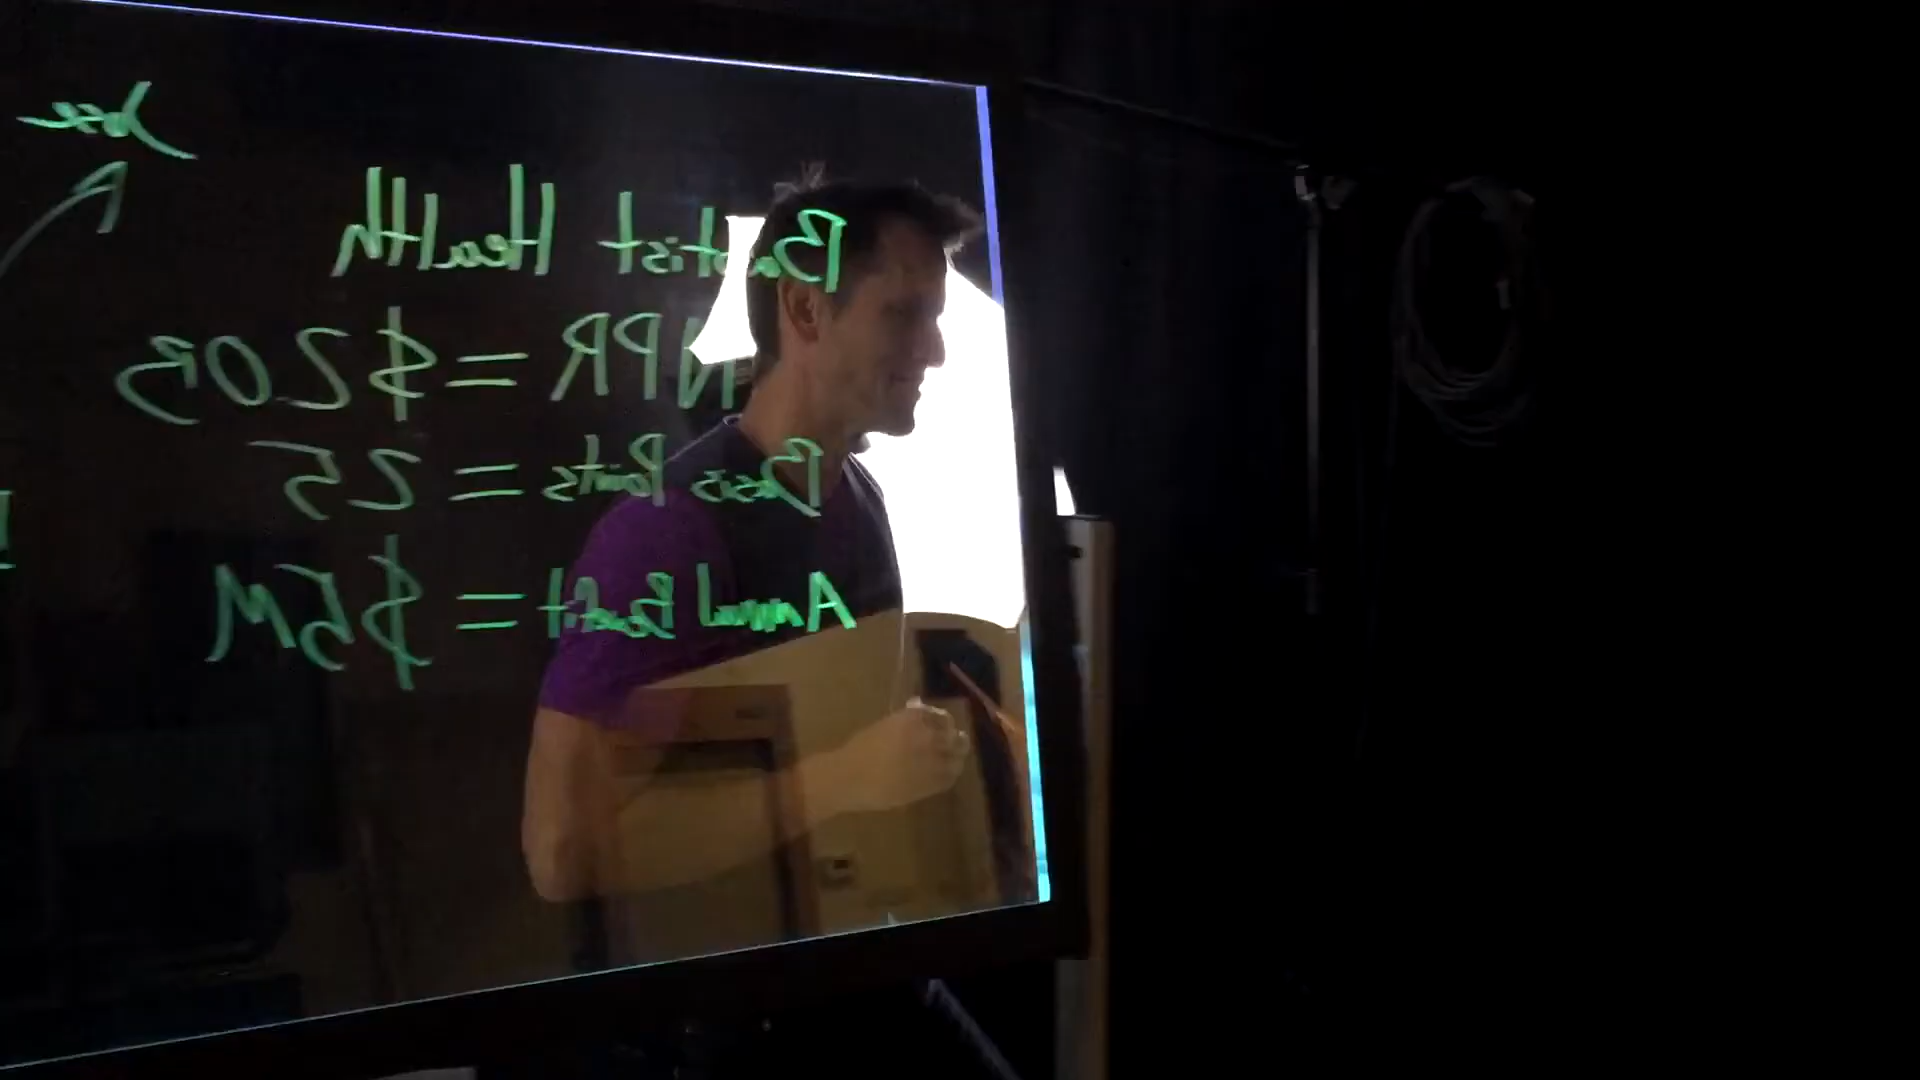 Baptist Health
NPR = $2.0B
Basis Points = 25
Annual Benefit = $5M